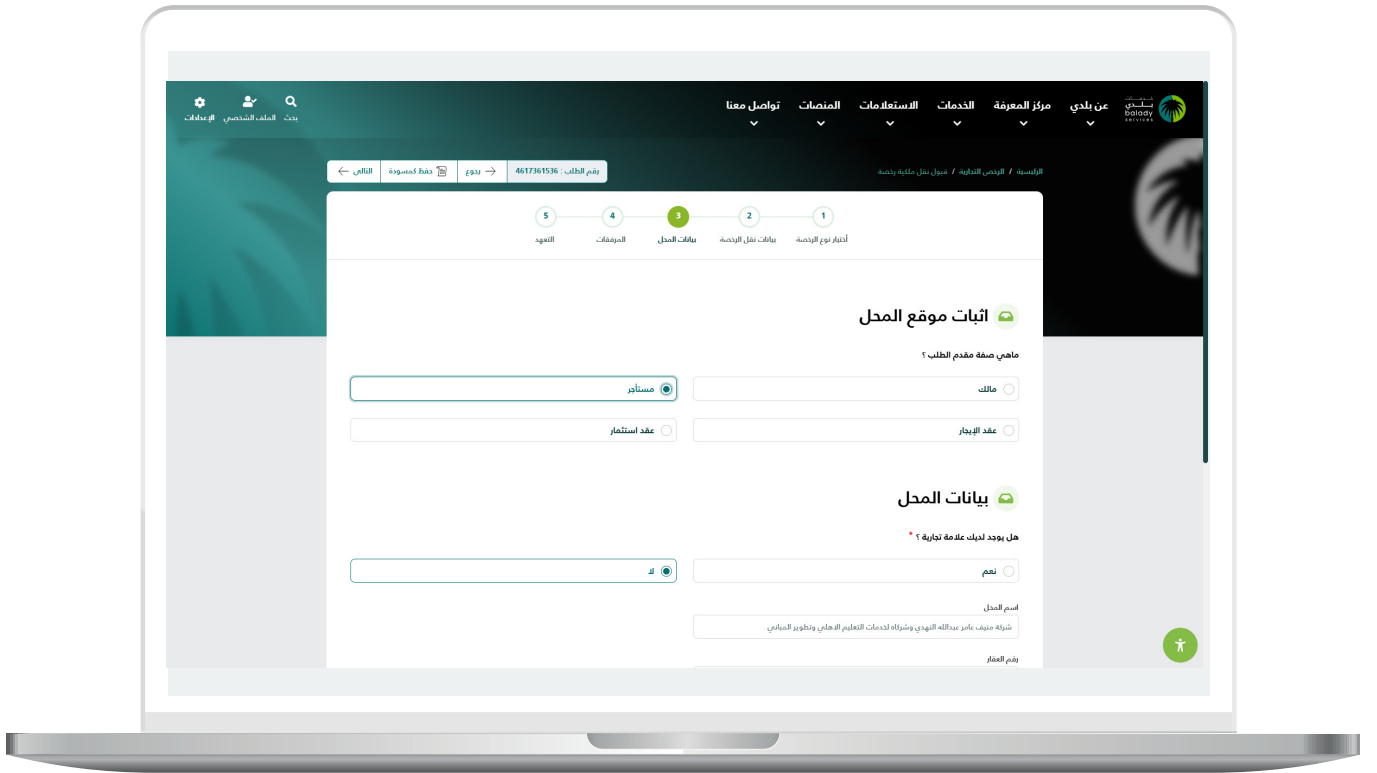 خدمات
بلدي
balady
services
عن بلدي
مركز المعرفة
الخدمات
الاستعلامات
المنصات
تواصل معنا
بحث
الملف الشخصي
الإعدادات
الرئيسية / الرخص التجارية / قبول نقل ملكية رخصة
رقم الطلب : 4617361536
رجوع
حفظ كمسودة
التالي
1
2
3
4
5
أختيار نوع الرخصة
بيانات نقل الرخصة
بيانات المحل
المرفقات
التعهد
اثبات موقع المحل
ماهي صفة مقدم الطلب ؟
مالك
مستأجر
عقد الإيجار
عقد استثمار
بيانات المحل
هل يوجد لديك علامة تجارية ؟ *
نعم
لا
اسم المحل
شركة منيف عامر عبدالله النهدي وشركاه لخدمات التعليم الاهلي وتطوير المباني
رقم العقار